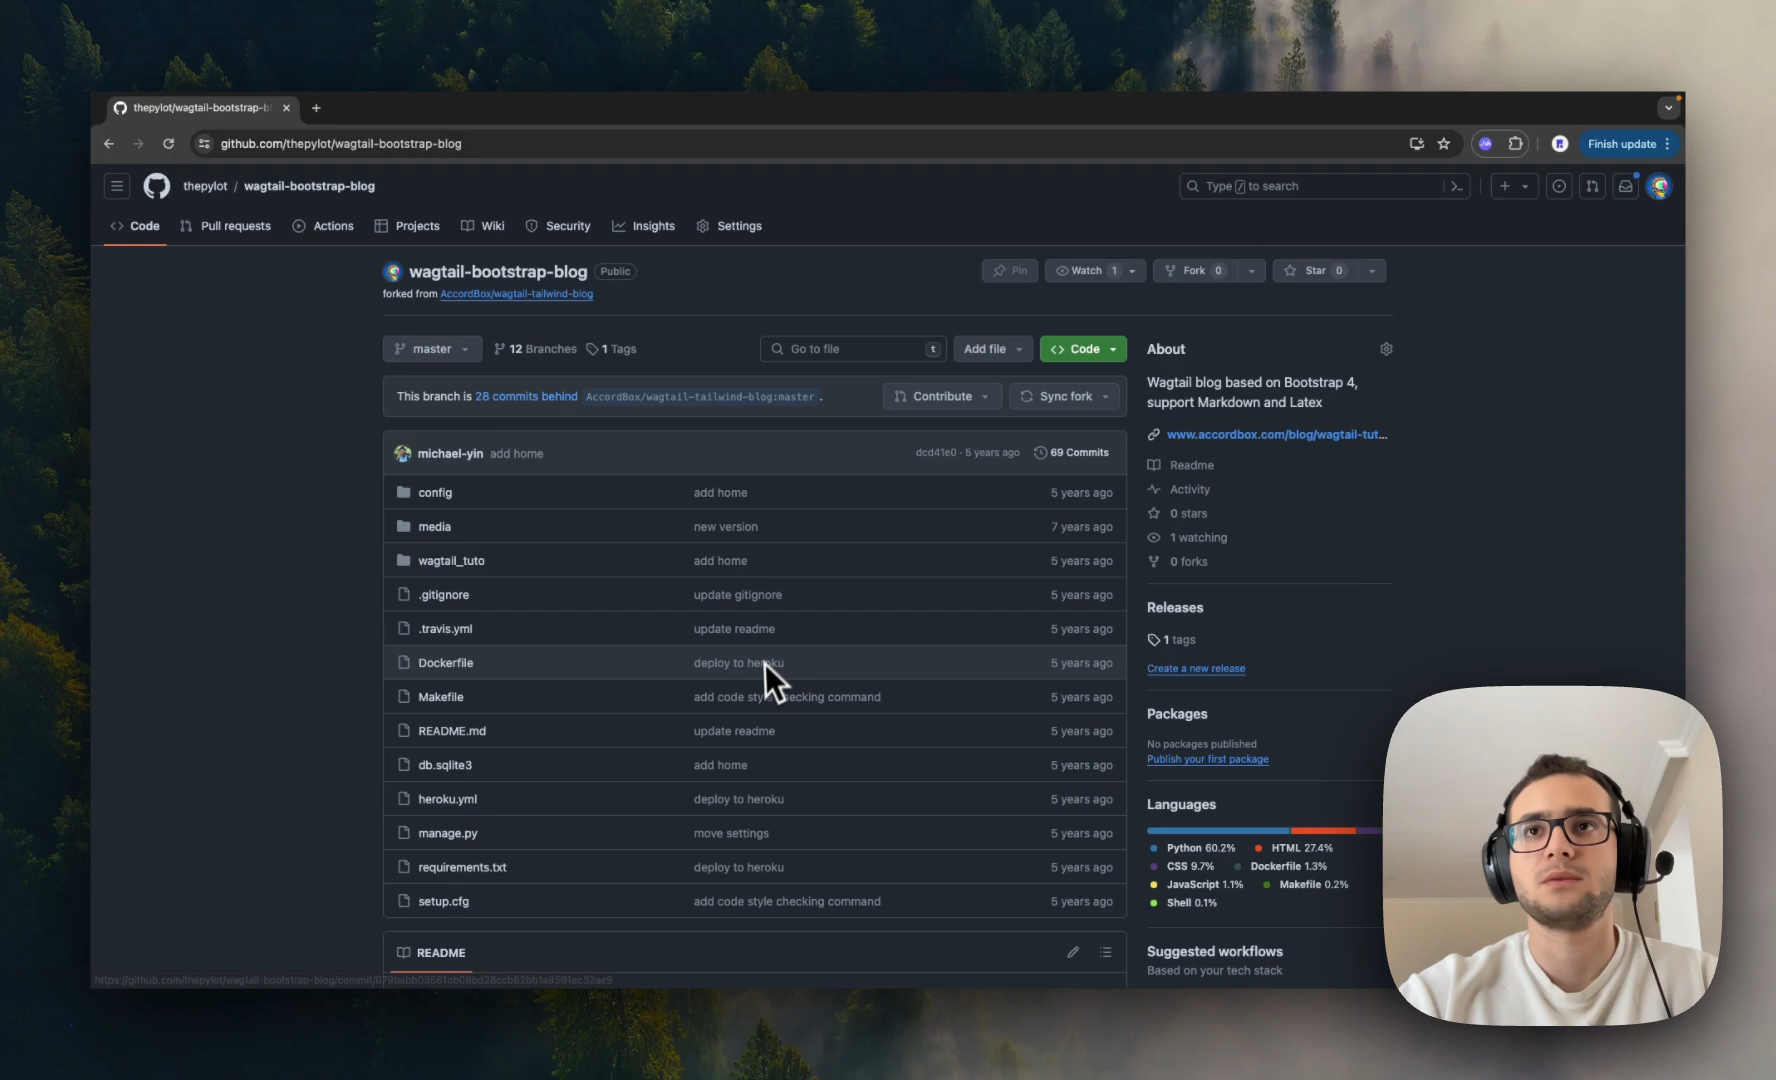 thepylot/wagtail-bootstrap-bl
github.com/thepylot/wagtail-bootstrap-blog
Finish update
thepylot / wagtail-bootstrap-blog
Type / to search
Code
Pull requests
Actions
Projects
Wiki
Security
Insights
Settings
wagtail-bootstrap-blog Public
Pin
Watch 1
Fork 0
Star 0
forked from AccordBox/wagtail-tailwind-blog
master
12 Branches
1 Tags
Go to file t
Add file
Code
This branch is 28 commits behind AccordBox/wagtail-tailwind-blog:master .
Contribute
Sync fork
michael-yin add home dcd41e0 · 5 years ago 69 Commits
config add home 5 years ago
media new version 7 years ago
wagtail_tuto add home 5 years ago
.gitignore update gitignore 5 years ago
.travis.yml update readme 5 years ago
Dockerfile deploy to heroku 5 years ago
Makefile add code style checking command 5 years ago
README.md update readme 5 years ago
db.sqlite3 add home 5 years ago
heroku.yml deploy to heroku 5 years ago
manage.py move settings 5 years ago
requirements.txt deploy to heroku 5 years ago
setup.cfg add code style checking command 5 years ago
README
About
Wagtail blog based on Bootstrap 4,
support Markdown and Latex
www.accordbox.com/blog/wagtail-tut...
Readme
Activity
0 stars
1 watching
0 forks
Releases
1 tags
Create a new release
Packages
No packages published
Publish your first package
Languages
Python 60.2% HTML 27.4%
CSS 9.7% Dockerfile 1.3%
JavaScript 1.1% Makefile 0.2%
Shell 0.1%
Suggested workflows
Based on your tech stack